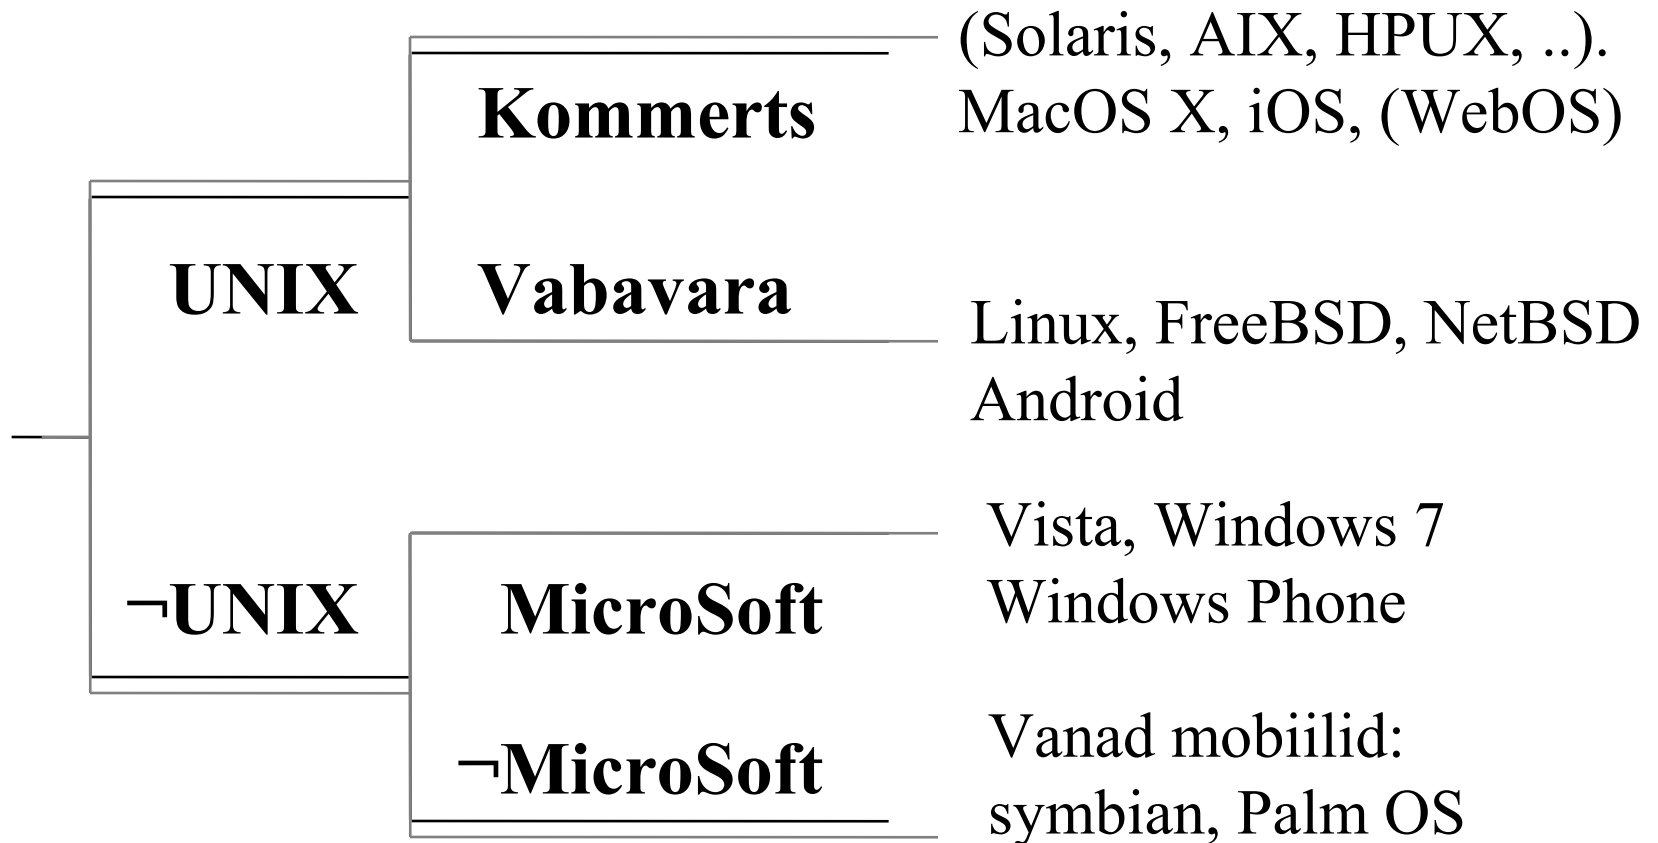 (Solaris, AIX, HPUX, ..).
Kommerts
MacOS X, iOS, (WebOS)
UNIX
Vabavara
Linux, FreeBSD, NetBSD
Android
Vista, Windows 7
¬UNIX
MicroSoft
Windows Phone
Vanad mobiilid:
¬MicroSoft
symbian, Palm OS